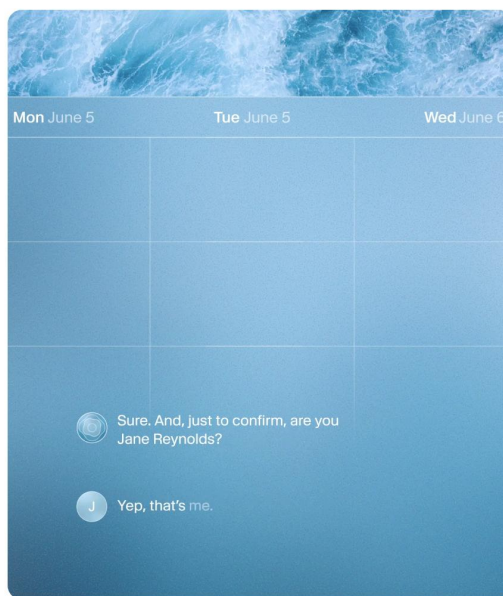 Mon June 5
Tue June 5
Wed June 6
Sure. And, just to confirm, are you
Jane Reynolds?
J
Yep, that's me.